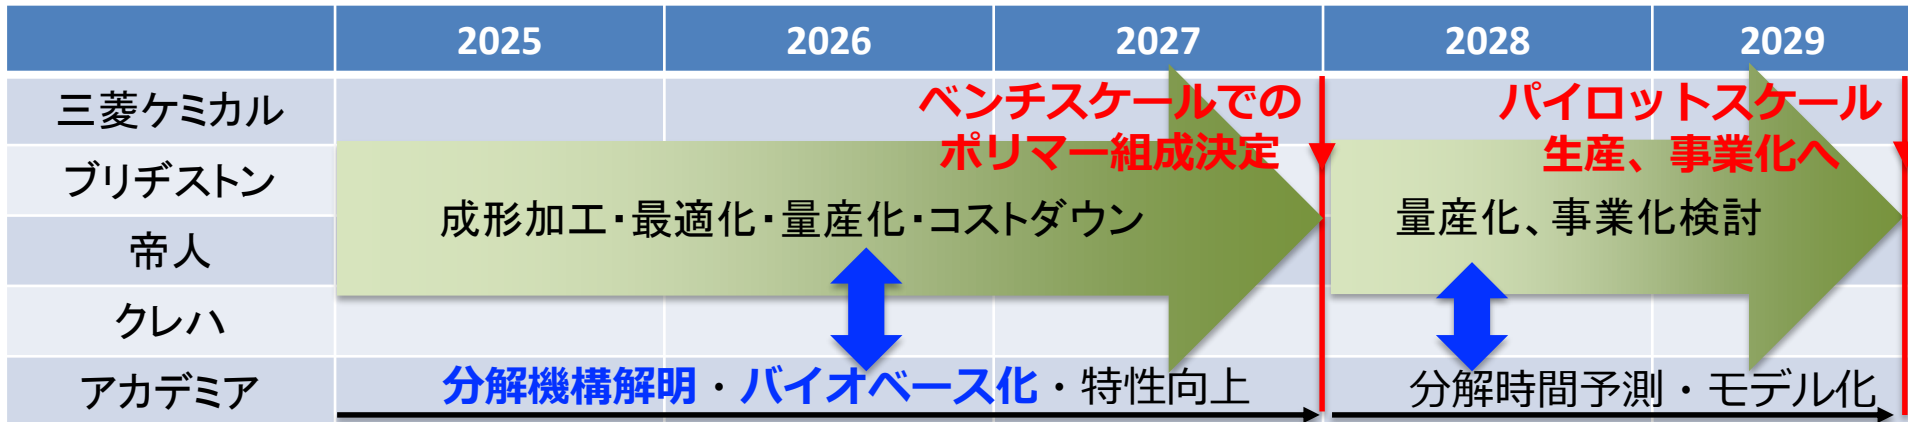 2025 2026 2027 2028 2029
三菱ケミカル
ブリヂストン
帝人
クレハ
アカデミア
ベンチスケールでの
ポリマー組成決定
パイロットスケール
生産、事業化へ
成形加工・最適化・量産化・コストダウン
量産化、事業化検討
分解機構解明・バイオベース化・特性向上
分解時間予測・モデル化